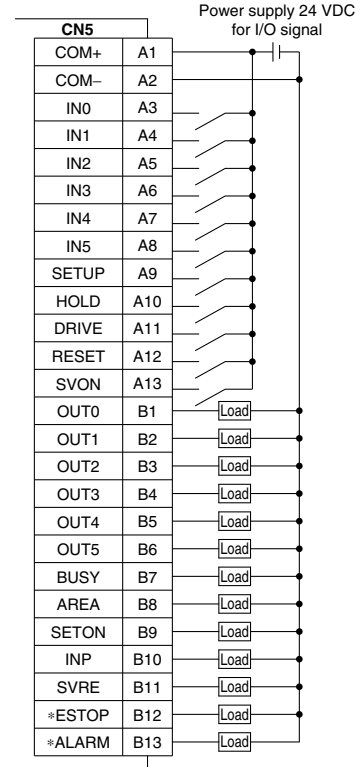 Power supply 24 VDC
for I/O signal
CN5
COM+ A1
COM− A2
IN0 A3
IN1 A4
IN2 A5
IN3 A6
IN4 A7
IN5 A8
SETUP A9
HOLD A10
DRIVE A11
RESET A12
SVON A13
OUT0 B1 Load
OUT1 B2 Load
OUT2 B3 Load
OUT3 B4 Load
OUT4 B5 Load
OUT5 B6 Load
BUSY B7 Load
AREA B8 Load
SETON B9 Load
INP B10 Load
SVRE B11 Load
∗ESTOP B12 Load
∗ALARM B13 Load